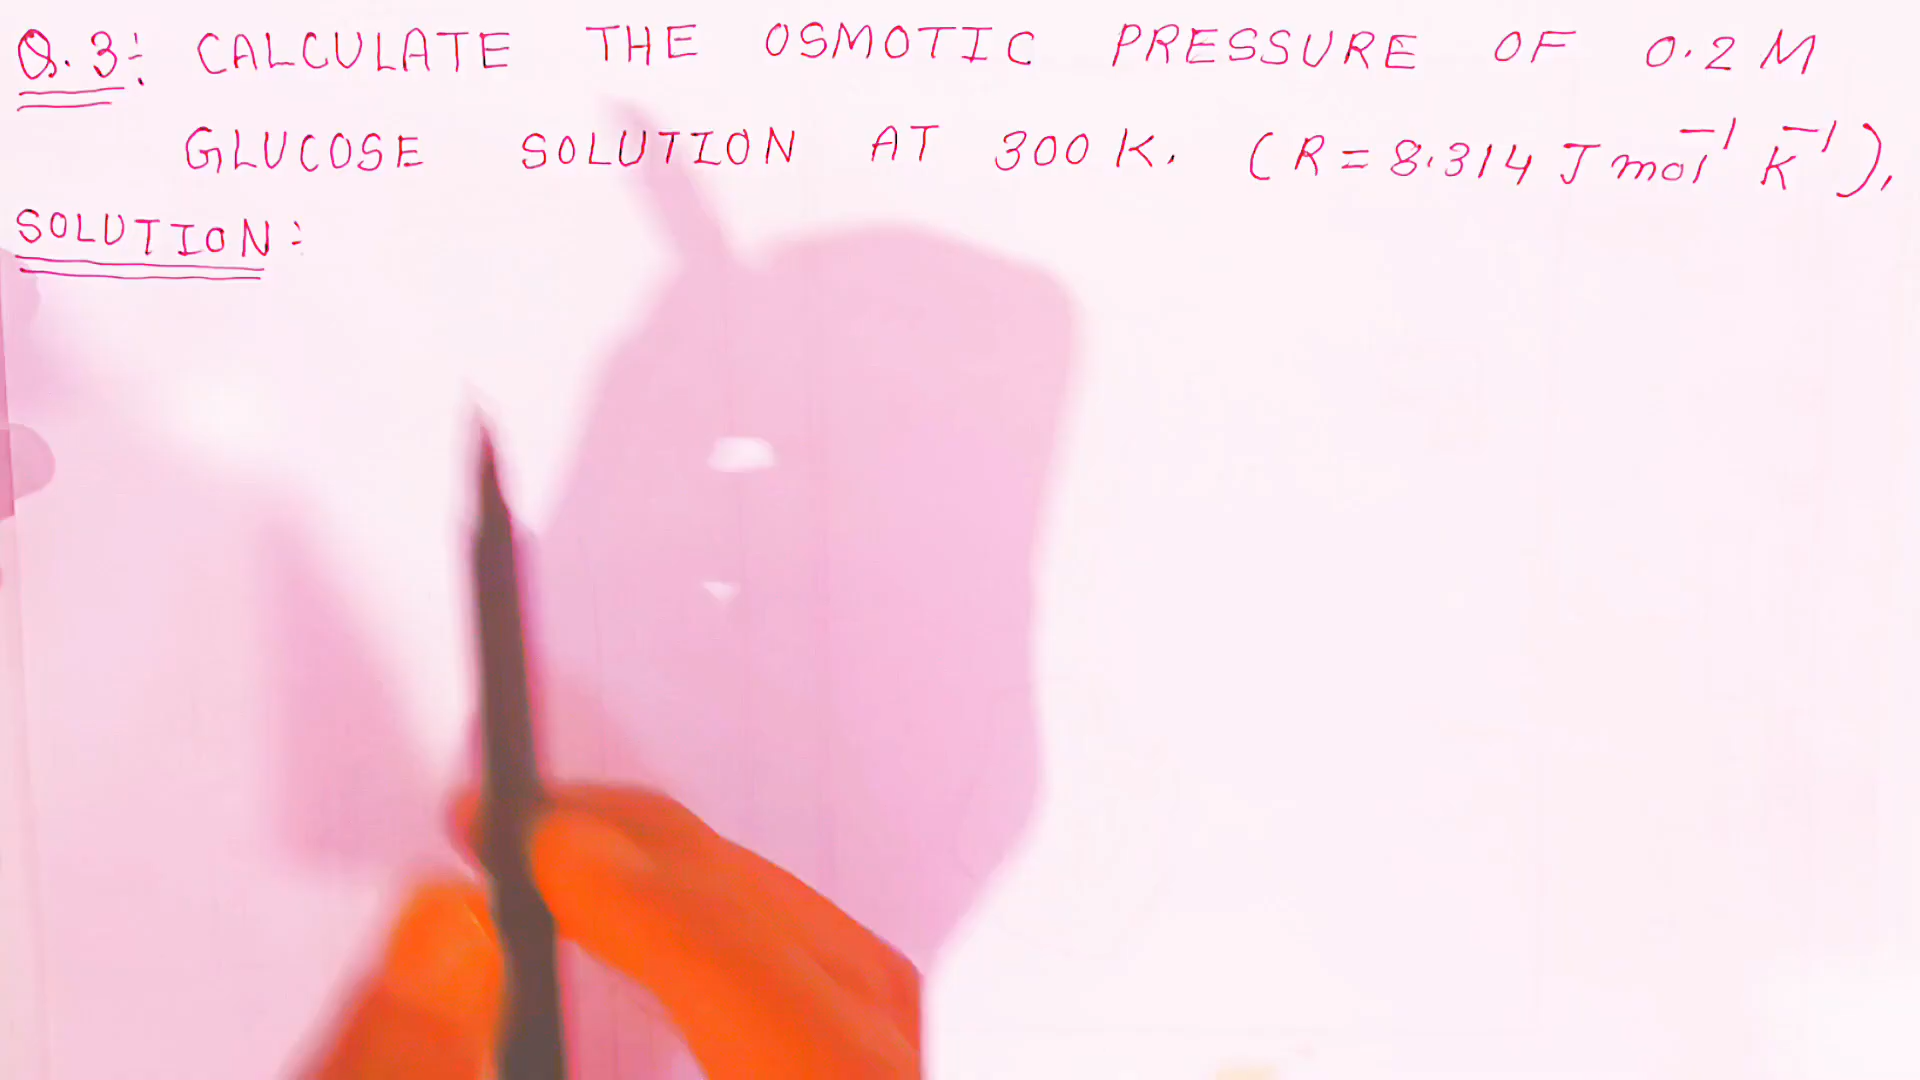 Q.3:- CALCULATE THE OSMOTIC PRESSURE OF 0.2 M
GLUCOSE SOLUTION AT 300 K. (R = 8.314 J mol⁻¹ K⁻¹).
SOLUTION:-